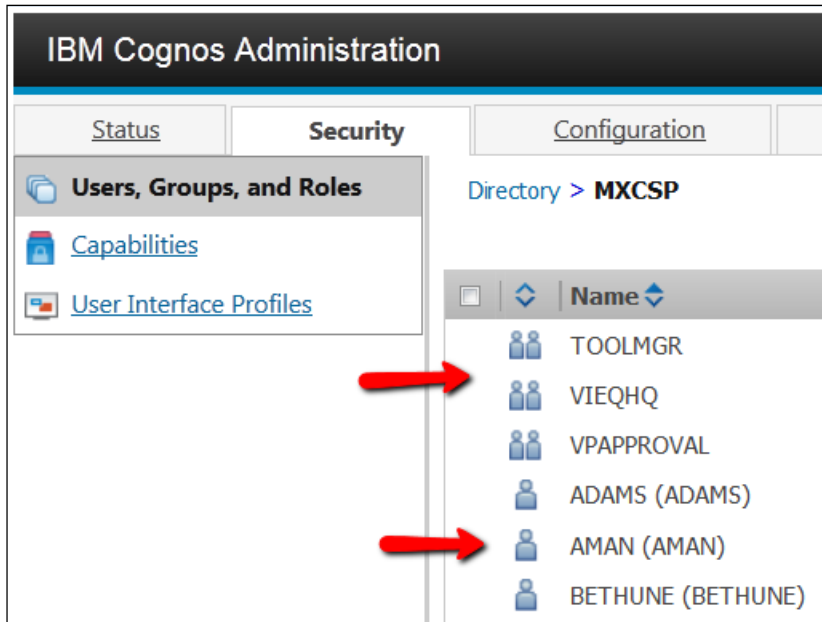 IBM Cognos Administration
Status Security Configuration
Users, Groups, and Roles
Capabilities
User Interface Profiles
Directory > MXCSP
Name
TOOLMGR
VIEQHQ
VPAPPROVAL
ADAMS (ADAMS)
AMAN (AMAN)
BETHUNE (BETHUNE)